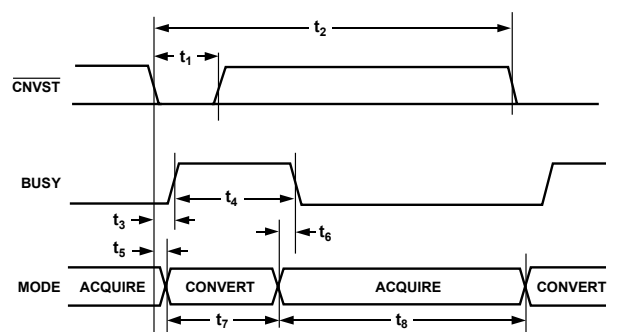 t2
t1
CNVST
BUSY
t4
t3
t6
t5
MODE ACQUIRE CONVERT ACQUIRE CONVERT
t7 t8